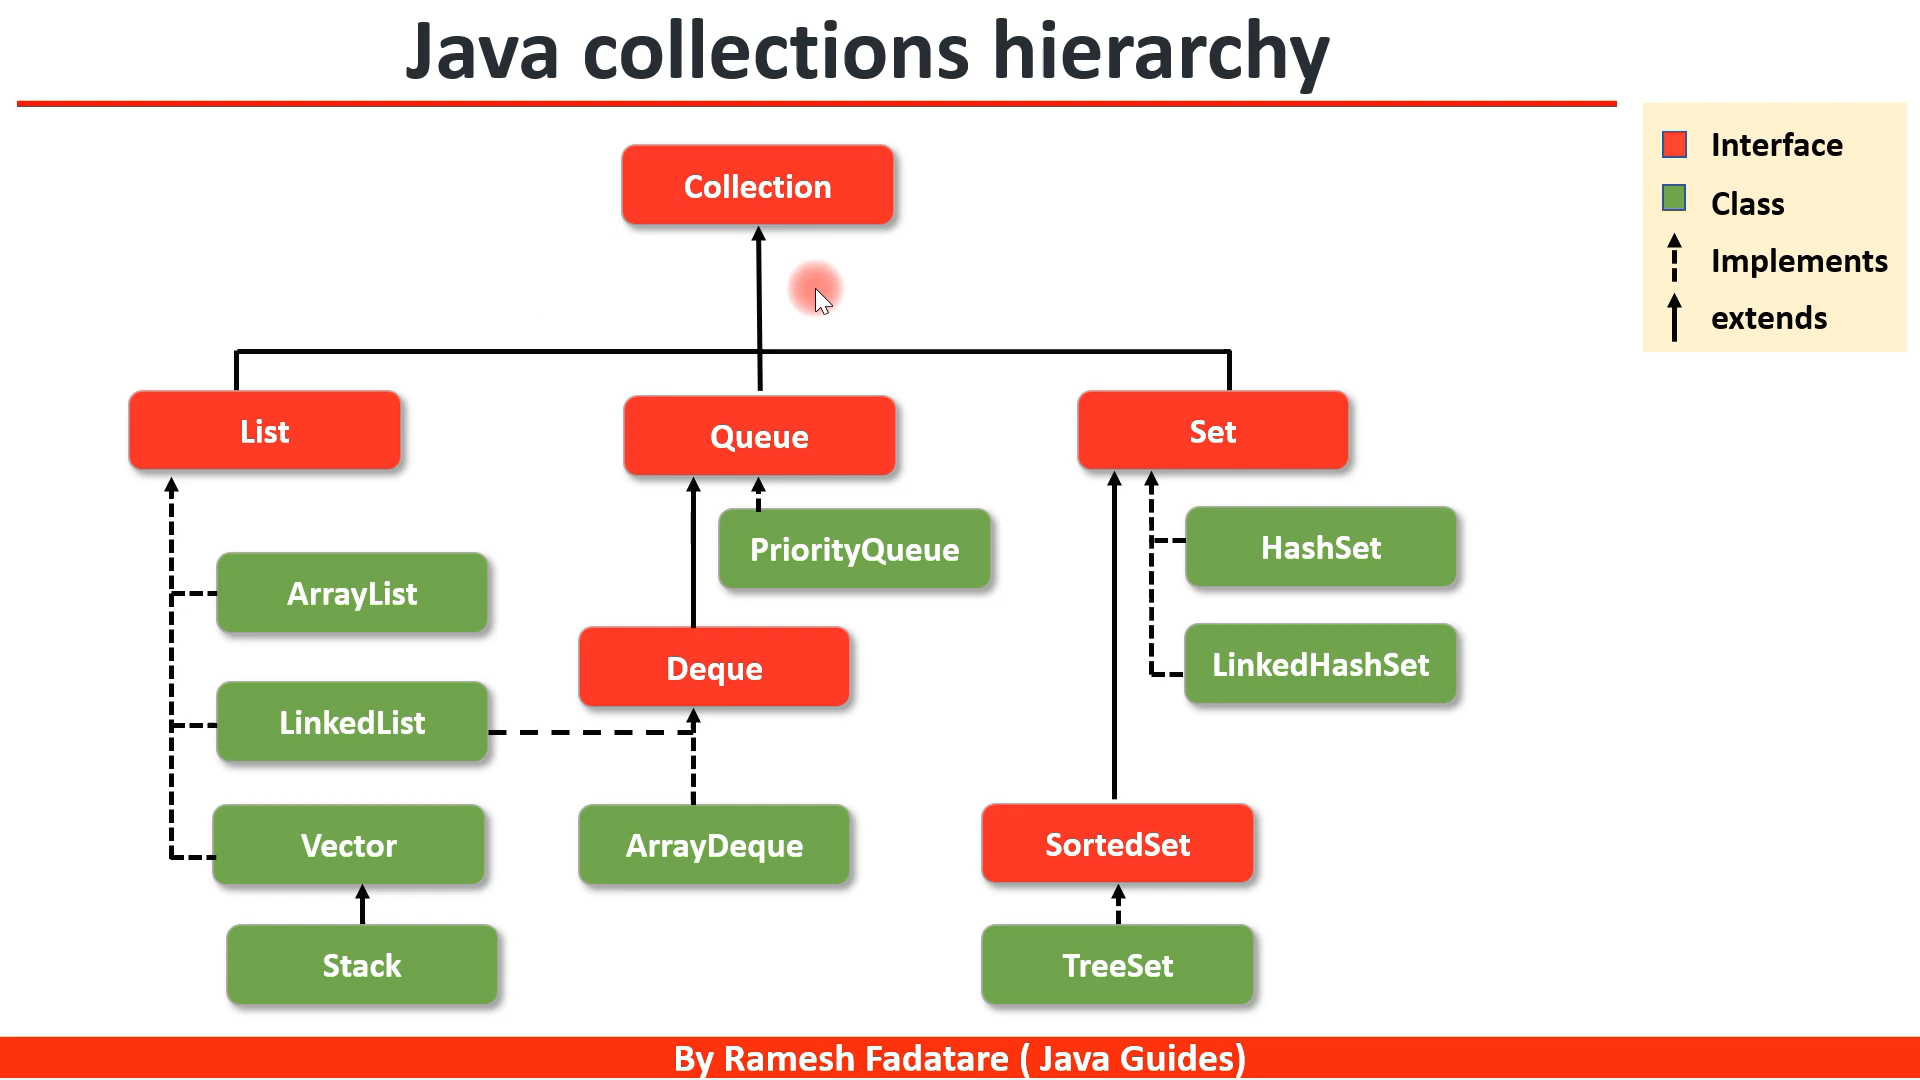 Java collections hierarchy
Interface
Class
Implements
extends
Collection
List
Queue
Set
PriorityQueue
HashSet
ArrayList
Deque
LinkedHashSet
LinkedList
Vector
ArrayDeque
SortedSet
Stack
TreeSet
By Ramesh Fadatare ( Java Guides)